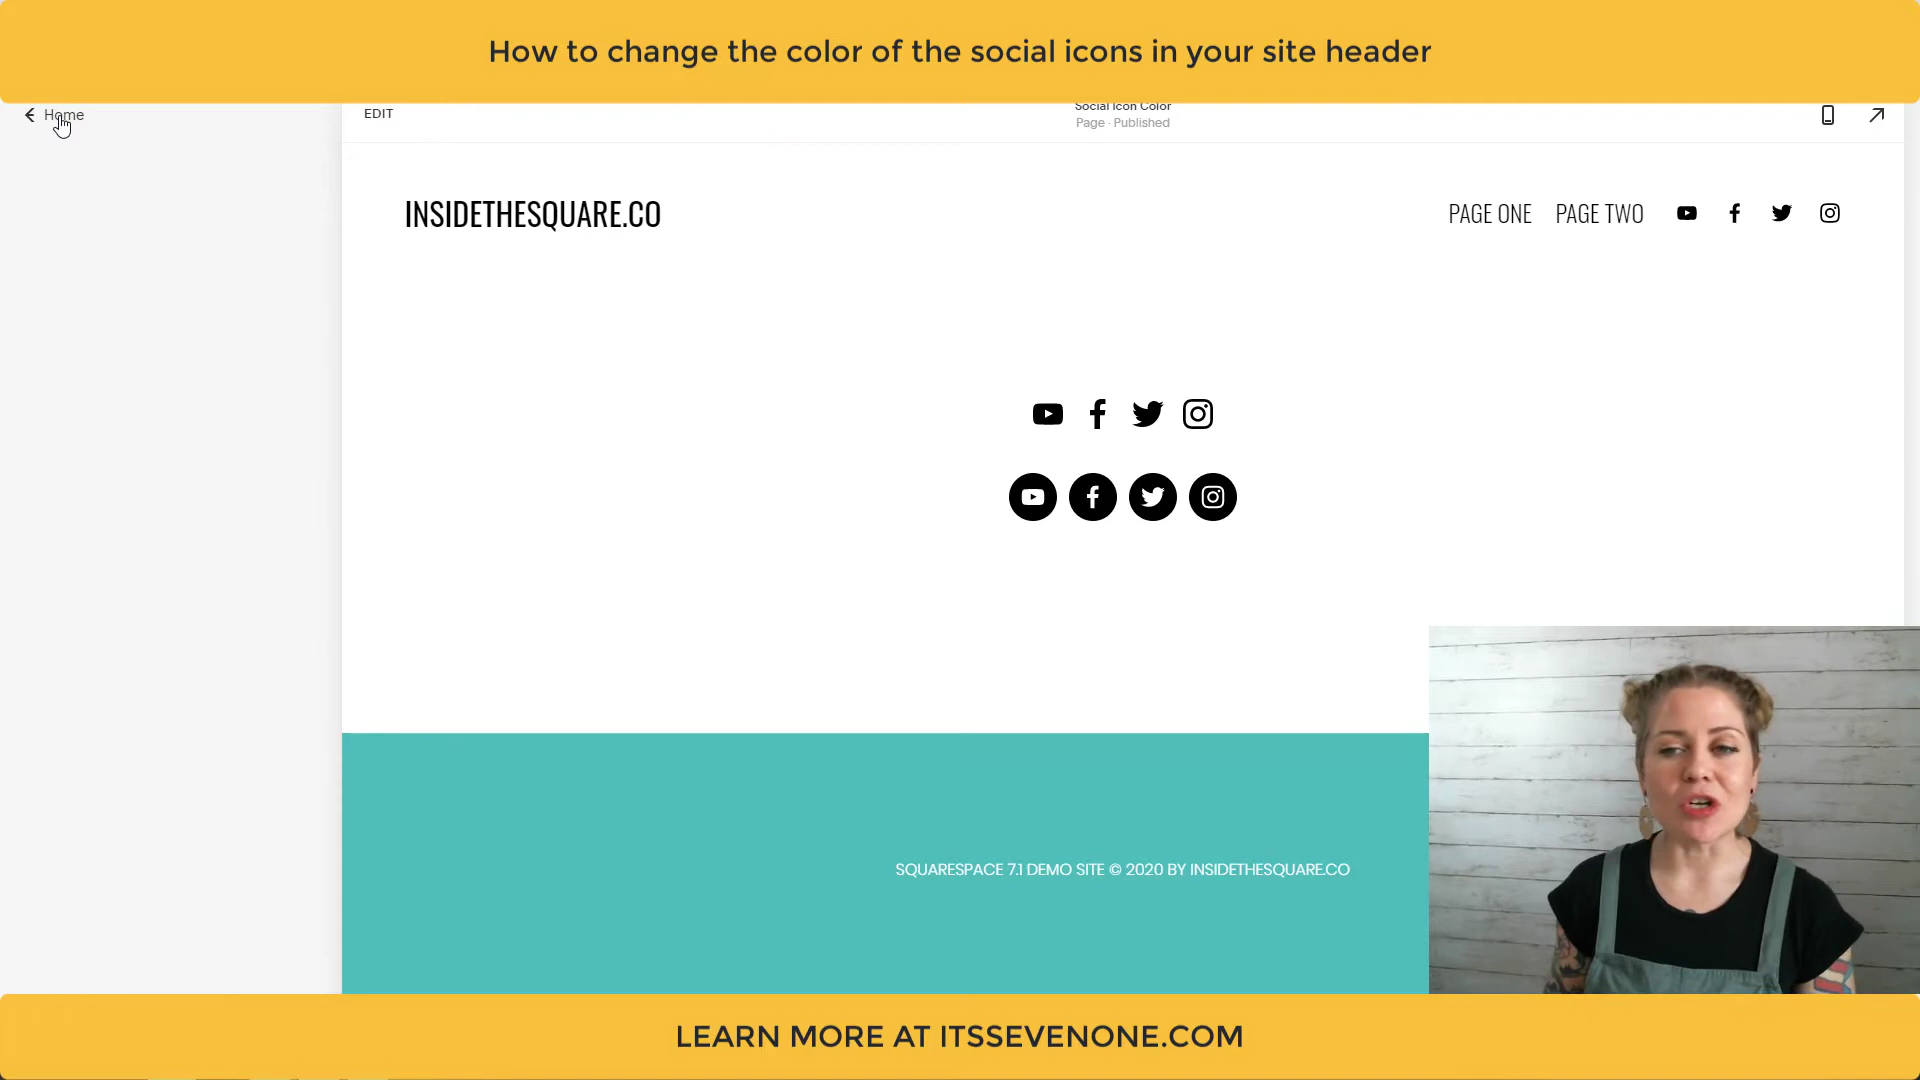 How to change the color of the social icons in your site header
Home
EDIT
Social Icon Color
Page · Published
INSIDETHESQUARE.CO
PAGE ONE PAGE TWO
SQUARESPACE 7.1 DEMO SITE © 2020 BY INSIDETHESQUARE.CO
LEARN MORE AT ITSSEVENONE.COM